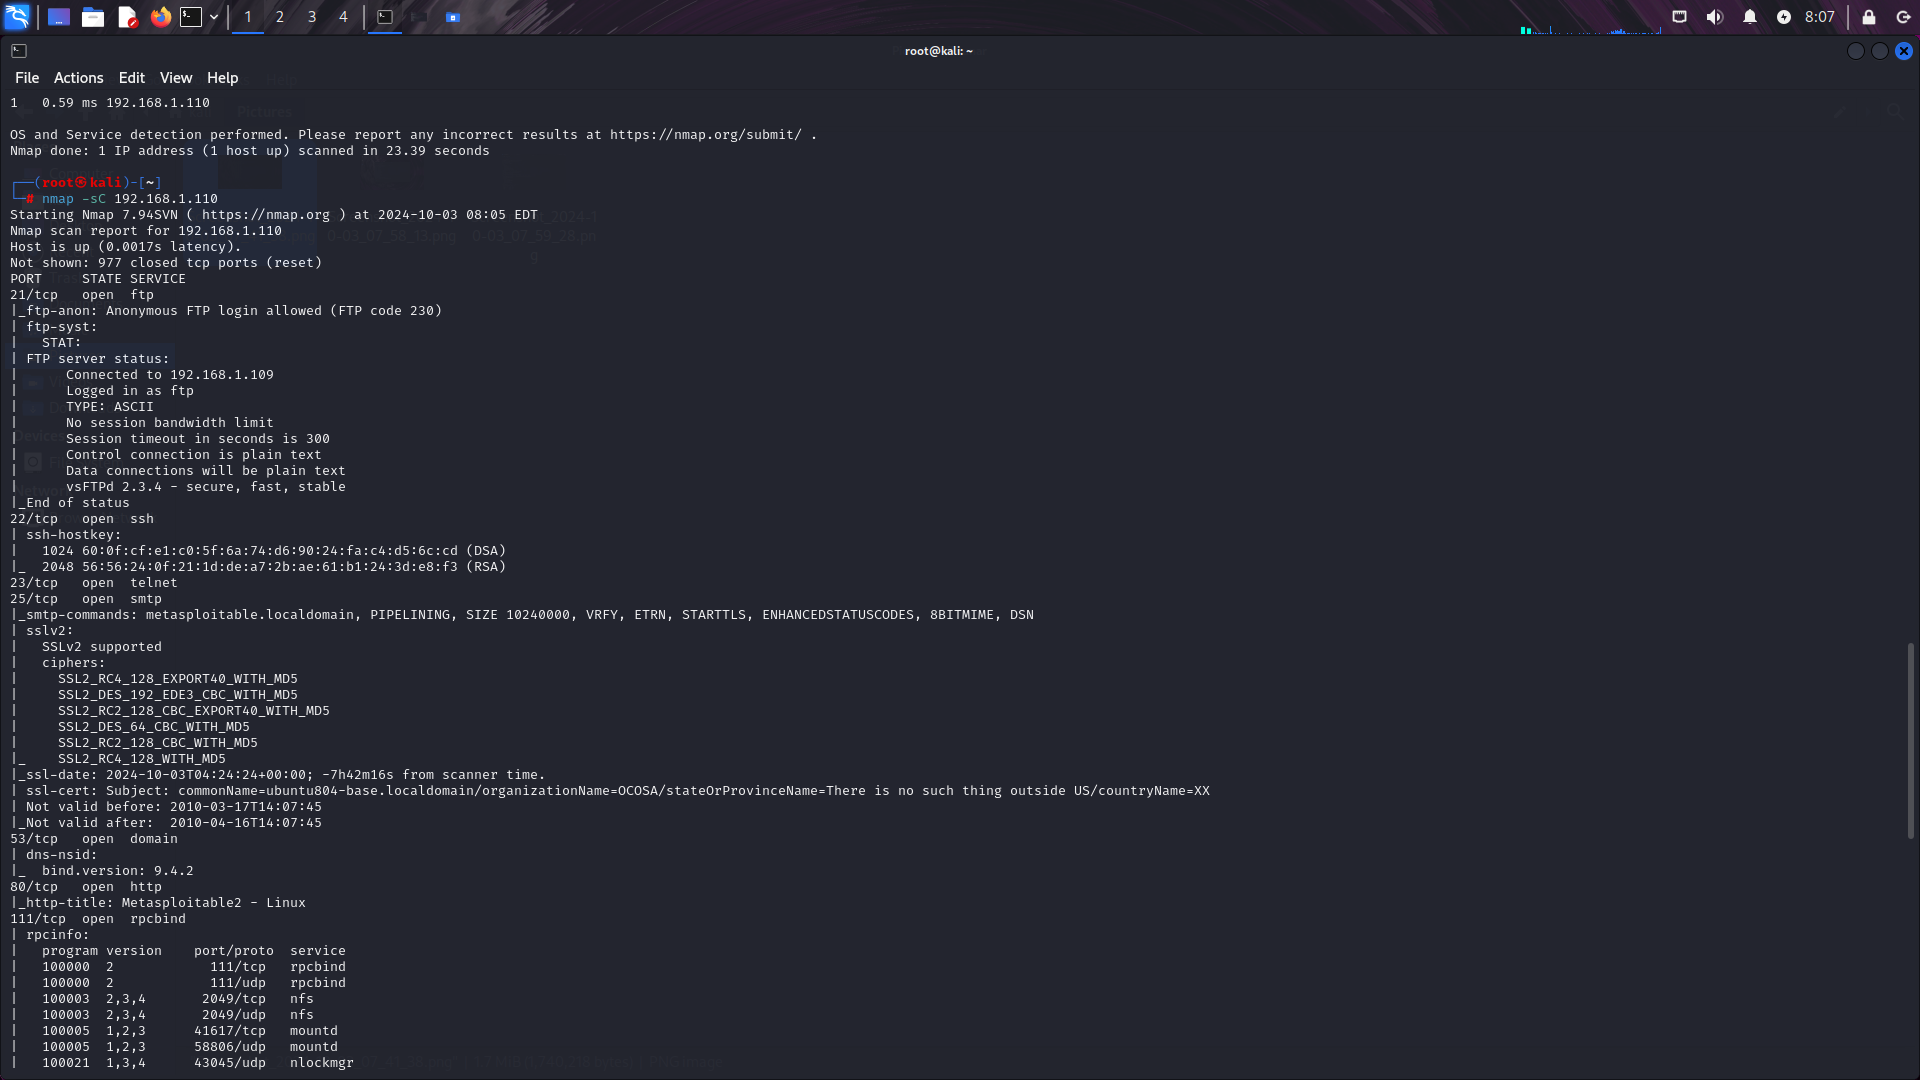 1 2 3 4 8:07
root@kali: ~
File Actions Edit View Help
1   0.59 ms 192.168.1.110
OS and Service detection performed. Please report any incorrect results at https://nmap.org/submit/ .
Nmap done: 1 IP address (1 host up) scanned in 23.39 seconds
┌──(root㉿kali)-[~]
└─# nmap -sC 192.168.1.110
Starting Nmap 7.94SVN ( https://nmap.org ) at 2024-10-03 08:05 EDT
Nmap scan report for 192.168.1.110
Host is up (0.0017s latency).
Not shown: 977 closed tcp ports (reset)
PORT     STATE SERVICE
21/tcp   open  ftp
|_ftp-anon: Anonymous FTP login allowed (FTP code 230)
| ftp-syst:
|   STAT:
| FTP server status:
|      Connected to 192.168.1.109
|      Logged in as ftp
|      TYPE: ASCII
|      No session bandwidth limit
|      Session timeout in seconds is 300
|      Control connection is plain text
|      Data connections will be plain text
|      vsFTPd 2.3.4 - secure, fast, stable
|_End of status
22/tcp   open  ssh
| ssh-hostkey:
|   1024 60:0f:cf:e1:c0:5f:6a:74:d6:90:24:fa:c4:d5:6c:cd (DSA)
|_  2048 56:56:24:0f:21:1d:de:a7:2b:ae:61:b1:24:3d:e8:f3 (RSA)
23/tcp   open  telnet
25/tcp   open  smtp
|_smtp-commands: metasploitable.localdomain, PIPELINING, SIZE 10240000, VRFY, ETRN, STARTTLS, ENHANCEDSTATUSCODES, 8BITMIME, DSN
| sslv2:
|   SSLv2 supported
|   ciphers:
|     SSL2_RC4_128_EXPORT40_WITH_MD5
|     SSL2_DES_192_EDE3_CBC_WITH_MD5
|     SSL2_RC2_128_CBC_EXPORT40_WITH_MD5
|     SSL2_DES_64_CBC_WITH_MD5
|     SSL2_RC2_128_CBC_WITH_MD5
|_    SSL2_RC4_128_WITH_MD5
|_ssl-date: 2024-10-03T04:24:24+00:00; -7h42m16s from scanner time.
| ssl-cert: Subject: commonName=ubuntu804-base.localdomain/organizationName=OCOSA/stateOrProvinceName=There is no such thing outside US/countryName=XX
| Not valid before: 2010-03-17T14:07:45
|_Not valid after:  2010-04-16T14:07:45
53/tcp   open  domain
| dns-nsid:
|_  bind.version: 9.4.2
80/tcp   open  http
|_http-title: Metasploitable2 - Linux
111/tcp  open  rpcbind
| rpcinfo:
|   program version    port/proto  service
|   100000  2            111/tcp   rpcbind
|   100000  2            111/udp   rpcbind
|   100003  2,3,4       2049/tcp   nfs
|   100003  2,3,4       2049/udp   nfs
|   100005  1,2,3      41617/tcp   mountd
|   100005  1,2,3      58806/udp   mountd
|   100021  1,3,4      43045/udp   nlockmgr